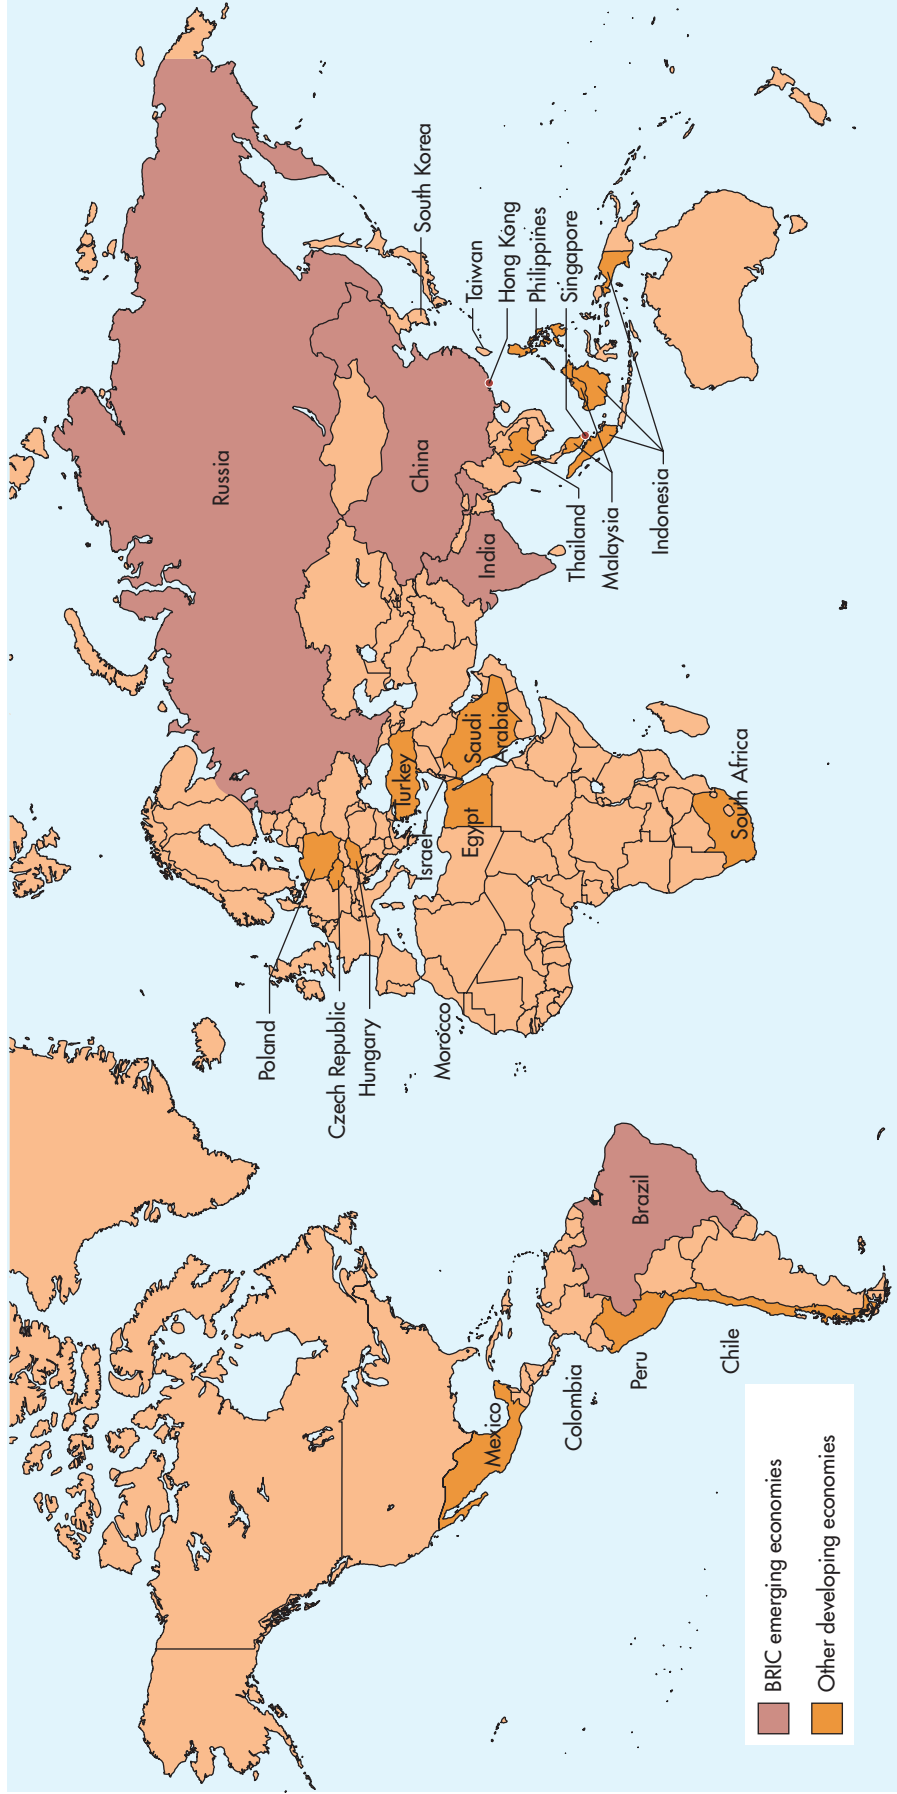 Russia
China
India
South Korea
Taiwan
Hong Kong
Philippines
Singapore
Thailand
Malaysia
Indonesia
Turkey
Saudi
Arabia
Israel
Egypt
South Africa
Poland
Czech Republic
Hungary
Morocco
Brazil
Mexico
Colombia
Peru
Chile
BRIC emerging economies
Other developing economies